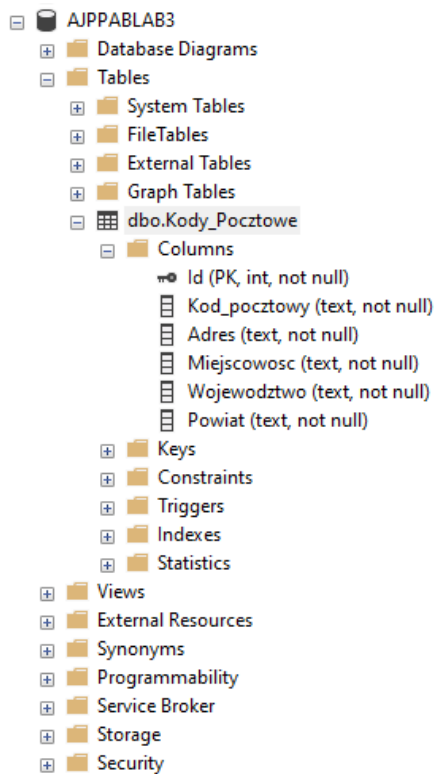 AJPPABLAB3
Database Diagrams
Tables
System Tables
FileTables
External Tables
Graph Tables
dbo.Kody_Pocztowe
Columns
Id (PK, int, not null)
Kod_pocztowy (text, not null)
Adres (text, not null)
Miejscowosc (text, not null)
Wojewodztwo (text, not null)
Powiat (text, not null)
Keys
Constraints
Triggers
Indexes
Statistics
Views
External Resources
Synonyms
Programmability
Service Broker
Storage
Security